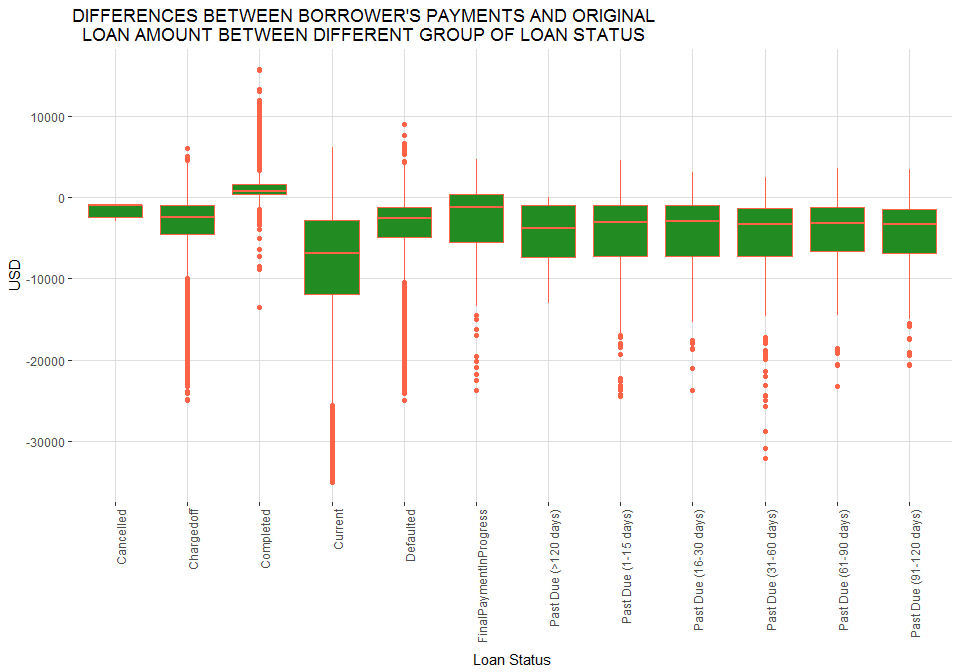 DIFFERENCES BETWEEN BORROWER'S PAYMENTS AND ORIGINAL
LOAN AMOUNT BETWEEN DIFFERENT GROUP OF LOAN STATUS
USD
10000
0
-10000
-20000
-30000
Cancelled
Chargedoff
Completed
Current
Defaulted
FinalPaymentInProgress
Past Due (>120 days)
Past Due (1-15 days)
Past Due (16-30 days)
Past Due (31-60 days)
Past Due (61-90 days)
Past Due (91-120 days)
Loan Status